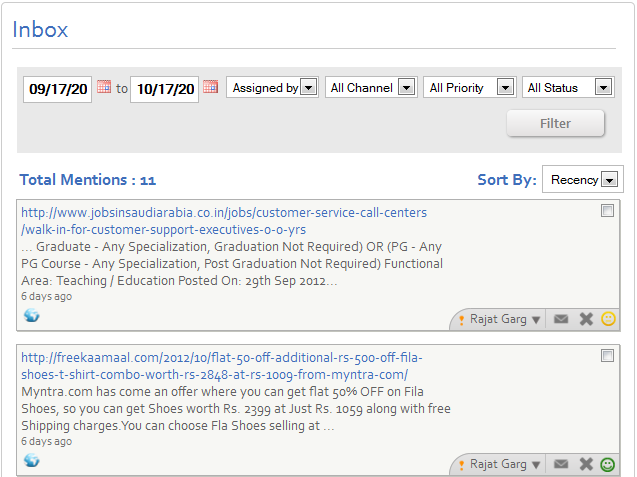 Inbox
09/17/20 to 10/17/20 Assigned by All Channel All Priority All Status
Filter
Total Mentions : 11 Sort By: Recency
http://www.jobsinsaudiarabia.co.in/jobs/customer-service-call-centers
/walk-in-for-customer-support-executives-0-0-yrs
... Graduate - Any Specialization, Graduation Not Required) OR (PG - Any
PG Course - Any Specialization, Post Graduation Not Required) Functional
Area: Teaching / Education Posted On: 29th Sep 2012...
6 days ago
Rajat Garg
http://freekaamaal.com/2012/10/flat-50-off-additional-rs-500-off-fila-
shoes-t-shirt-combo-worth-rs-2848-at-rs-1009-from-myntra-com/
Myntra.com has come an offer where you can get flat 50% OFF on Fila
Shoes, so you can get Shoes worth Rs. 2399 at Just Rs. 1059 along with free
Shipping charges.You can choose Fla Shoes selling at ...
6 days ago
Rajat Garg